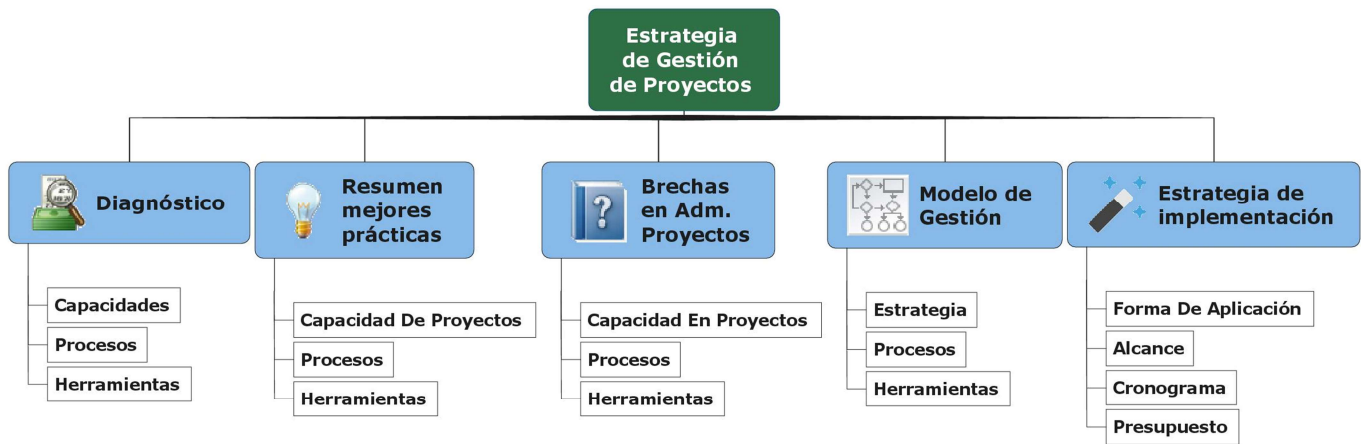 Estrategia
de Gestión
de Proyectos
Diagnóstico
Capacidades
Procesos
Herramientas
Resumen
mejores
prácticas
Capacidad De Proyectos
Procesos
Herramientas
Brechas
en Adm.
Proyectos
Capacidad En Proyectos
Procesos
Herramientas
Modelo de
Gestión
Estrategia
Procesos
Herramientas
Estrategia de
implementación
Forma De Aplicación
Alcance
Cronograma
Presupuesto